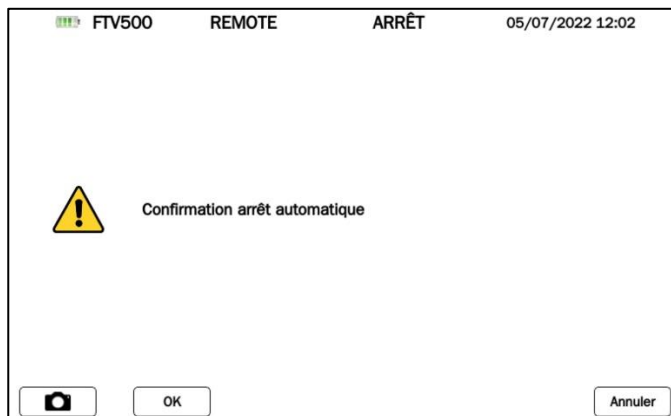 FTV500 REMOTE ARRÊT 05/07/2022 12:02
Confirmation arrêt automatique
OK Annuler